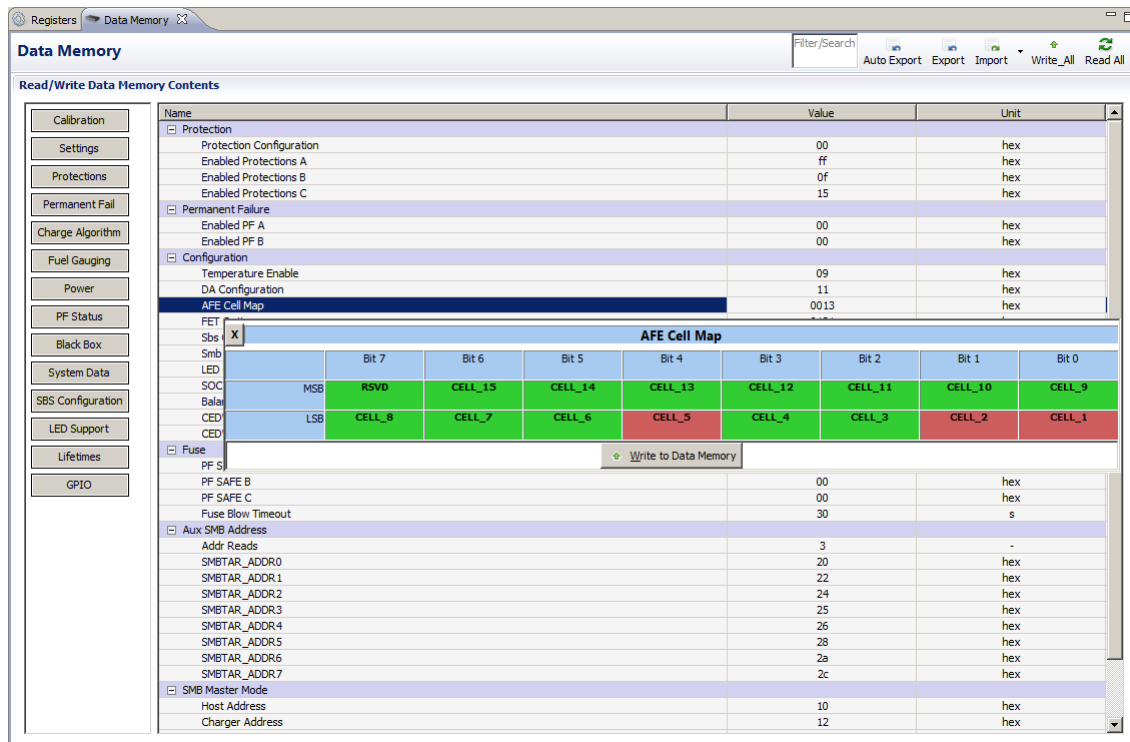 Registers Data Memory
Data Memory
Filter/Search Auto Export Export Import Write_All Read All
Read/Write Data Memory Contents
Calibration
Settings
Protections
Permanent Fail
Charge Algorithm
Fuel Gauging
Power
PF Status
Black Box
System Data
SBS Configuration
LED Support
Lifetimes
GPIO
Name Value Unit
Protection
Protection Configuration 00 hex
Enabled Protections A ff hex
Enabled Protections B 0f hex
Enabled Protections C 15 hex
Permanent Failure
Enabled PF A 00 hex
Enabled PF B 00 hex
Configuration
Temperature Enable 09 hex
DA Configuration 11 hex
AFE Cell Map 0013 hex
FET
Sbs
Smb
LED
SOC
CED
CED
X AFE Cell Map
Bit 7 Bit 6 Bit 5 Bit 4 Bit 3 Bit 2 Bit 1 Bit 0
MSB RSVD CELL_15 CELL_14 CELL_13 CELL_12 CELL_11 CELL_10 CELL_9
LSB CELL_8 CELL_7 CELL_6 CELL_5 CELL_4 CELL_3 CELL_2 CELL_1
Write to Data Memory
Fuse
PF S
PF SAFE B 00 hex
PF SAFE C 00 hex
Fuse Blow Timeout 30 s
Aux SMB Address
Addr Reads 3 -
SMBTAR_ADDR0 20 hex
SMBTAR_ADDR1 22 hex
SMBTAR_ADDR2 24 hex
SMBTAR_ADDR3 25 hex
SMBTAR_ADDR4 26 hex
SMBTAR_ADDR5 28 hex
SMBTAR_ADDR6 2a hex
SMBTAR_ADDR7 2c hex
SMB Master Mode
Host Address 10 hex
Charger Address 12 hex